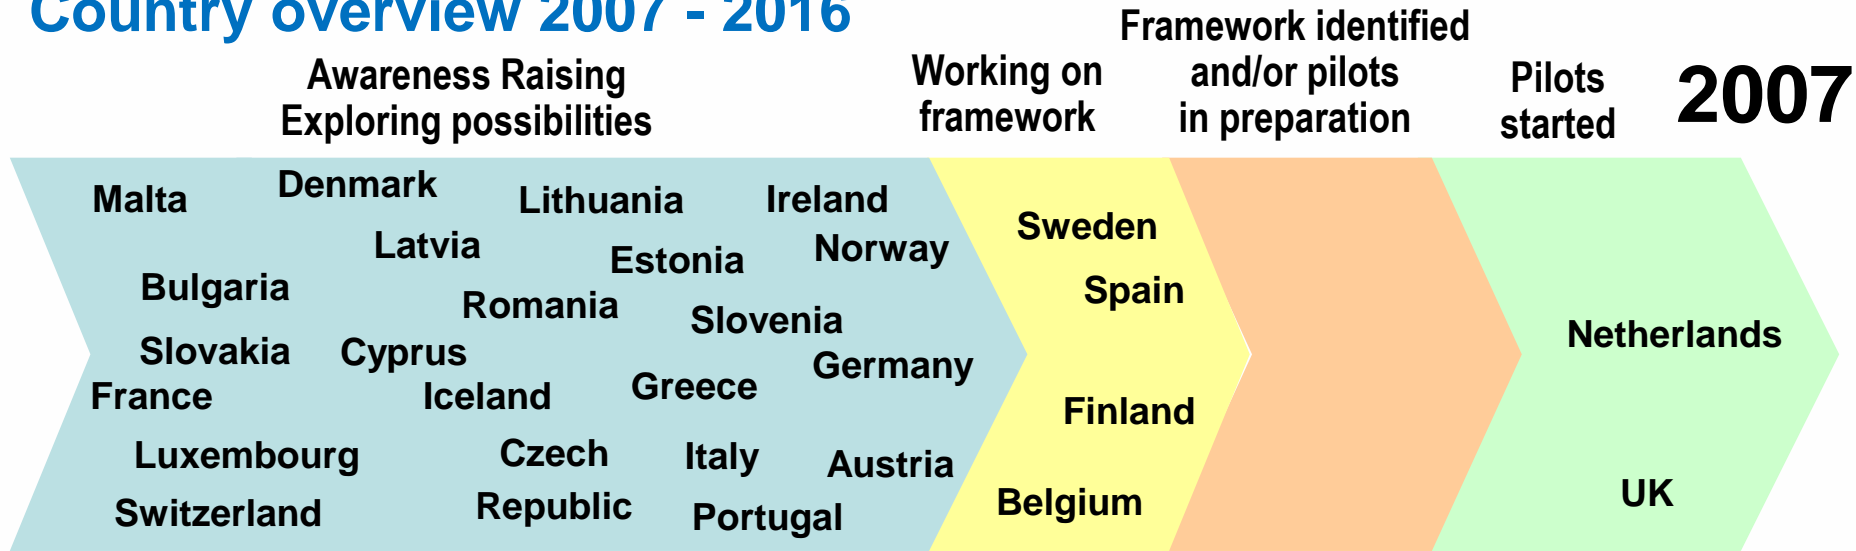 Country overview 2007 - 2016
Awareness Raising
Exploring possibilities
Working on
framework
Framework identified
and/or pilots
in preparation
Pilots
started
2007
Malta
Denmark
Lithuania
Ireland
Latvia
Estonia
Norway
Bulgaria
Romania
Slovenia
Slovakia
Cyprus
Germany
France
Iceland
Greece
Luxembourg
Czech
Republic
Italy
Austria
Switzerland
Portugal
Sweden
Spain
Finland
Belgium
Netherlands
UK